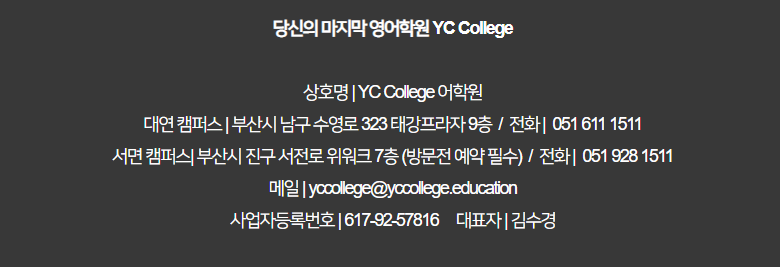 당신의 마지막 영어학원 YC College
상호명 | YC College 어학원
대연 캠퍼스 | 부산시 남구 수영로 323 태강프라자 9층 / 전화 | 051 611 1511
서면 캠퍼스| 부산시 진구 서전로 위워크 7층 (방문전 예약 필수) / 전화 | 051 928 1511
메일 | yccollege@yccollege.education
사업자등록번호 | 617-92-57816 대표자 | 김수경